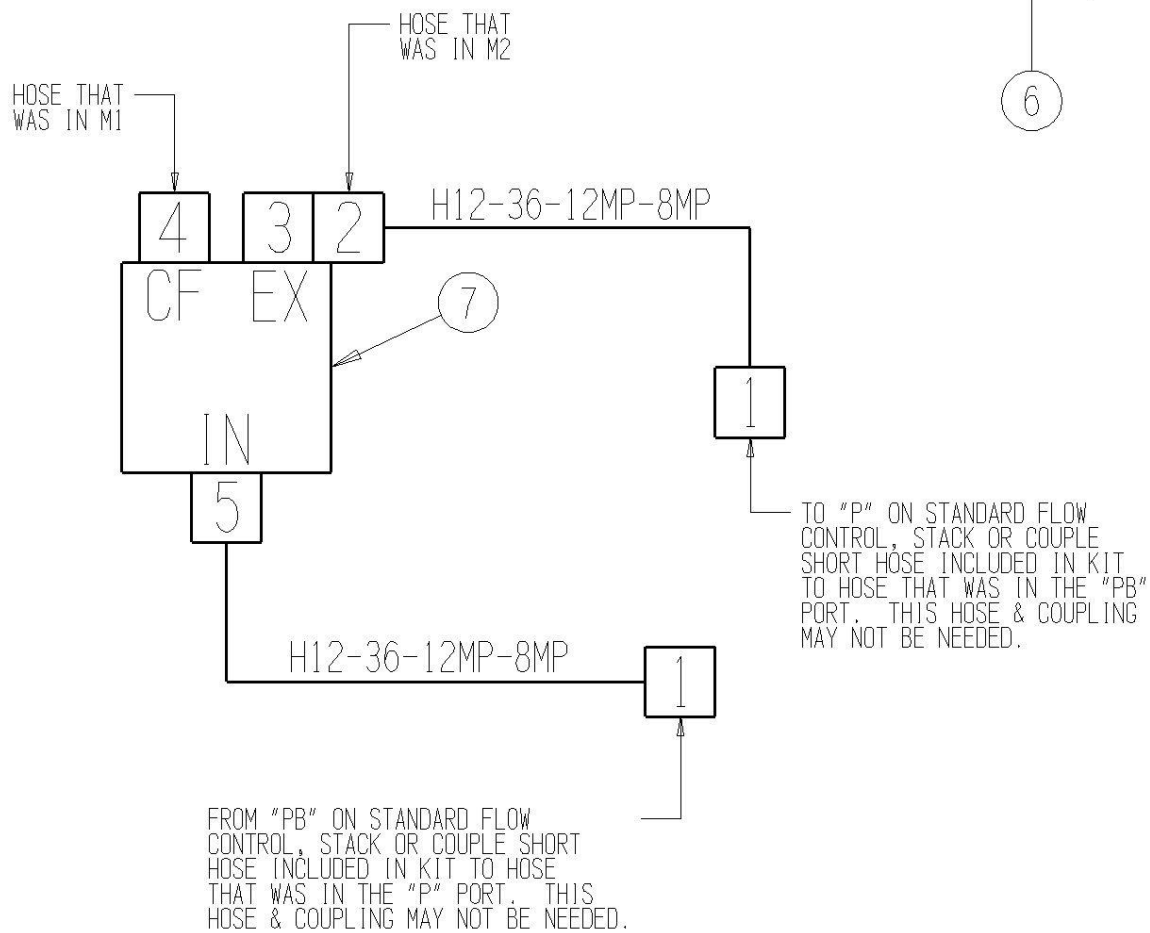 HOSE THAT
WAS IN M2
HOSE THAT
WAS IN M1
6
4
3
2
H12-36-12MP-8MP
CF EX
7
IN
1
5
TO "P" ON STANDARD FLOW
CONTROL, STACK OR COUPLE
SHORT HOSE INCLUDED IN KIT
TO HOSE THAT WAS IN THE "PB"
PORT. THIS HOSE & COUPLING
MAY NOT BE NEEDED.
H12-36-12MP-8MP
1
FROM "PB" ON STANDARD FLOW
CONTROL, STACK OR COUPLE SHORT
HOSE INCLUDED IN KIT TO HOSE
THAT WAS IN THE "P" PORT. THIS
HOSE & COUPLING MAY NOT BE NEEDED.